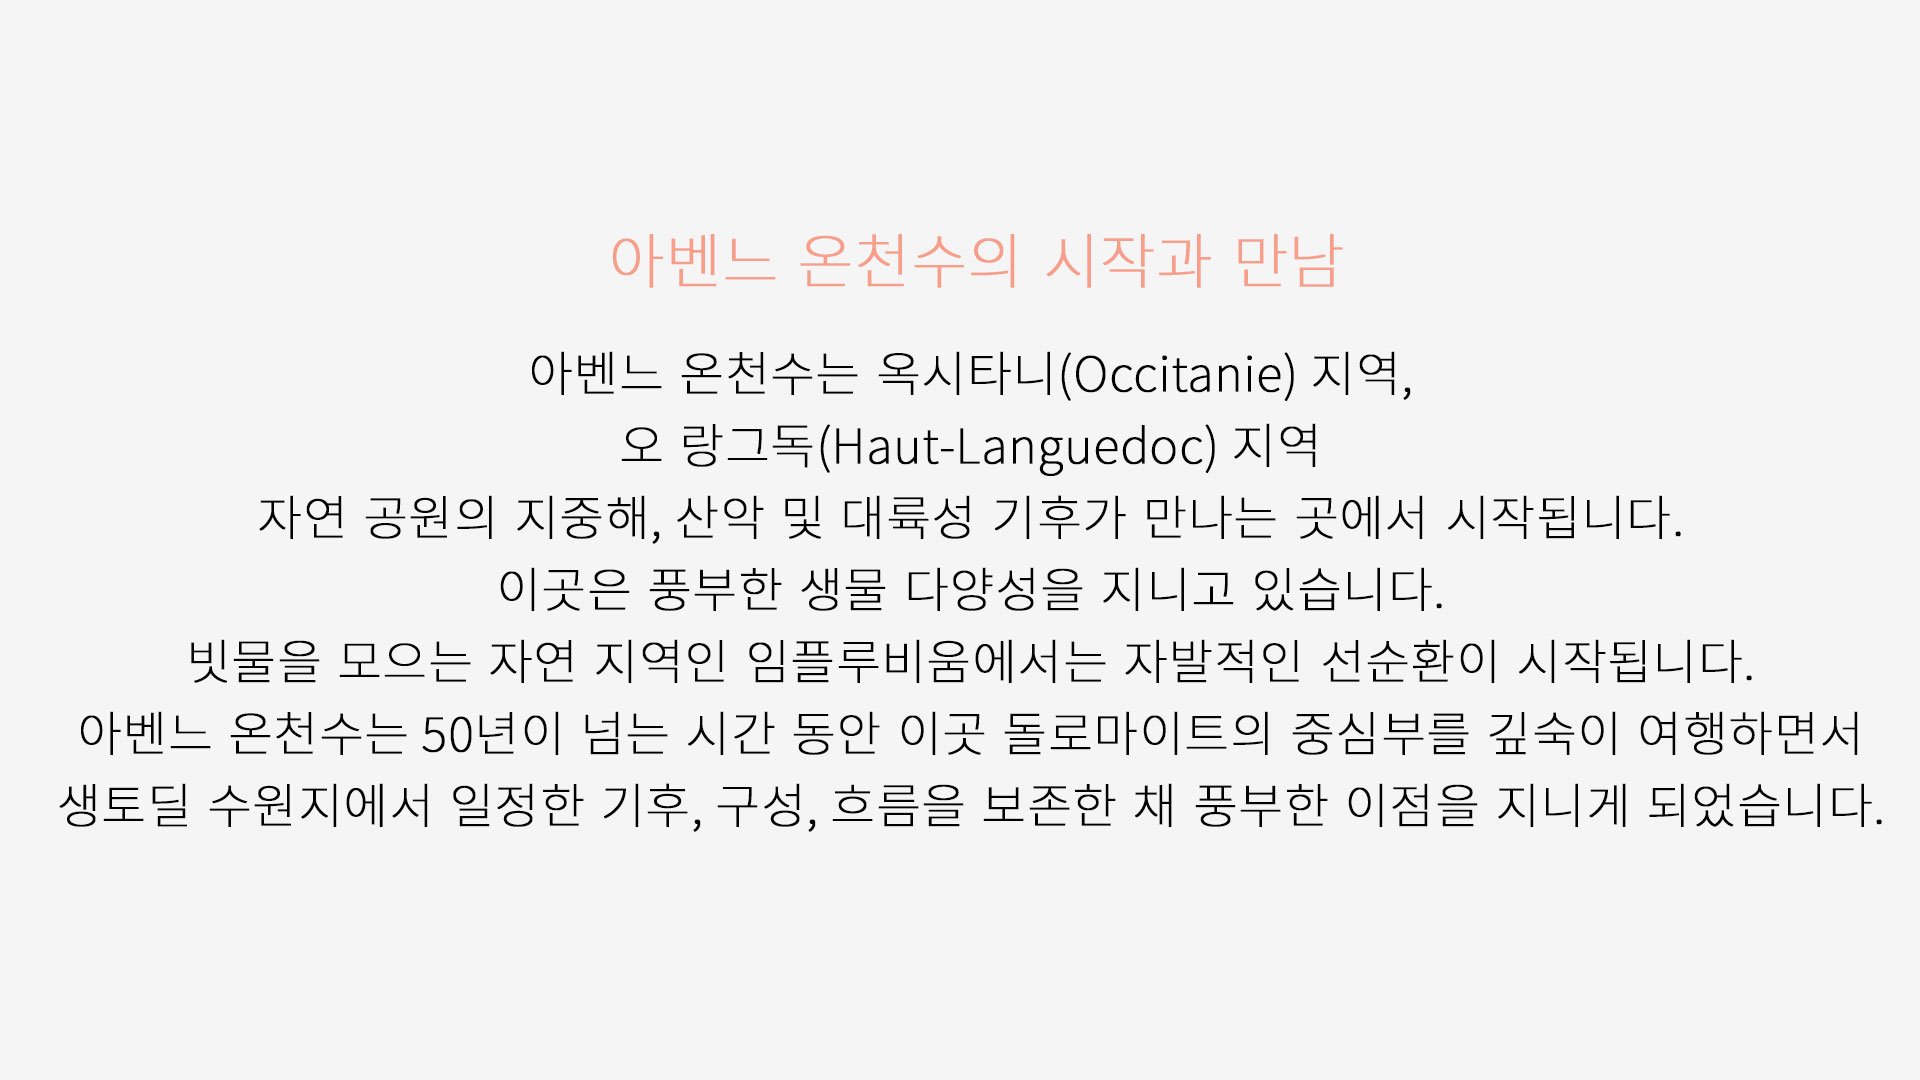 아벤느 온천수의 시작과 만남
아벤느 온천수는 옥시타니(Occitanie) 지역,
오 랑그독(Haut-Languedoc) 지역
자연 공원의 지중해, 산악 및 대륙성 기후가 만나는 곳에서 시작됩니다.
이곳은 풍부한 생물 다양성을 지니고 있습니다.
빗물을 모으는 자연 지역인 임플루비움에서는 자발적인 선순환이 시작됩니다.
아벤느 온천수는 50년이 넘는 시간 동안 이곳 돌로마이트의 중심부를 깊숙이 여행하면서
생토딜 수원지에서 일정한 기후, 구성, 흐름을 보존한 채 풍부한 이점을 지니게 되었습니다.